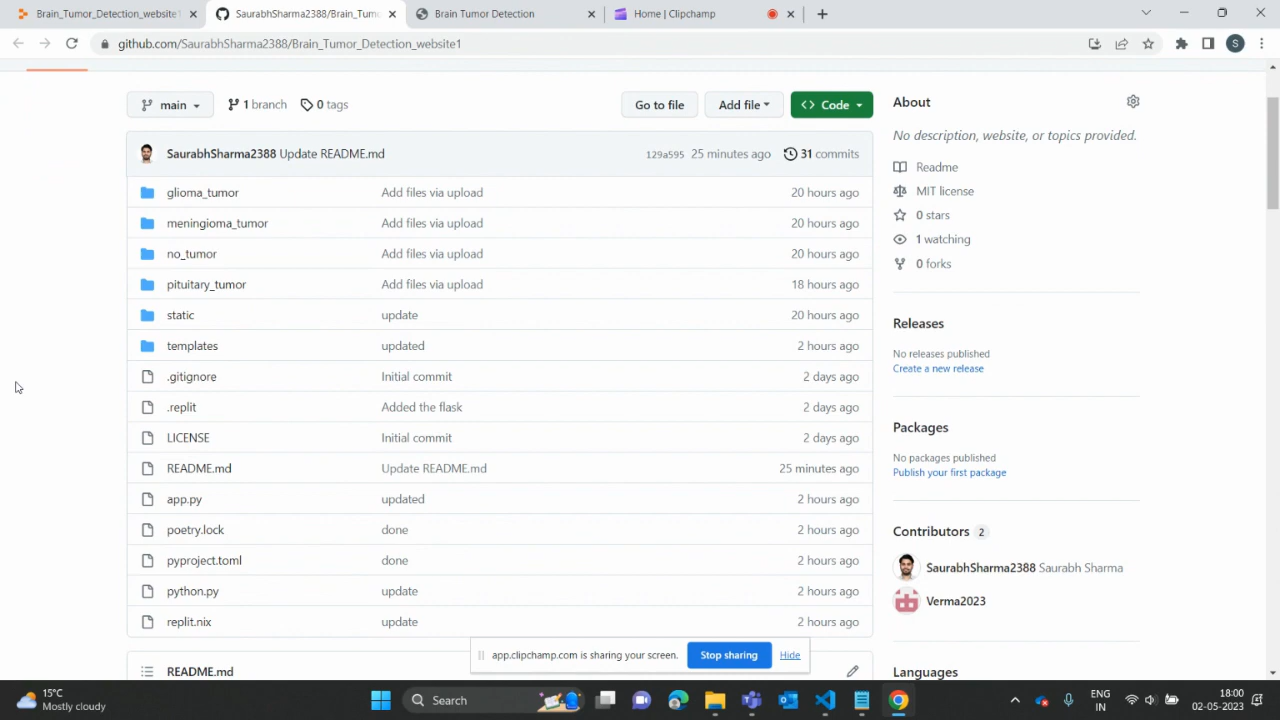 Brain_Tumor_Detection_website1
SaurabhSharma2388/Brain_Tumo
Brain Tumor Detection
Home | Clipchamp
github.com/SaurabhSharma2388/Brain_Tumor_Detection_website1
S
main
1 branch
0 tags
Go to file
Add file
Code
SaurabhSharma2388 Update README.md
129a595 25 minutes ago
31 commits
glioma_tumor Add files via upload 20 hours ago
meningioma_tumor Add files via upload 20 hours ago
no_tumor Add files via upload 20 hours ago
pituitary_tumor Add files via upload 18 hours ago
static update 20 hours ago
templates updated 2 hours ago
.gitignore Initial commit 2 days ago
.replit Added the flask 2 days ago
LICENSE Initial commit 2 days ago
README.md Update README.md 25 minutes ago
app.py updated 2 hours ago
poetry.lock done 2 hours ago
pyproject.toml done 2 hours ago
python.py update 2 hours ago
replit.nix update 2 hours ago
README.md
About
No description, website, or topics provided.
Readme
MIT license
0 stars
1 watching
0 forks
Releases
No releases published
Create a new release
Packages
No packages published
Publish your first package
Contributors 2
SaurabhSharma2388 Saurabh Sharma
Verma2023
Languages
app.clipchamp.com is sharing your screen.
Stop sharing
Hide
15°C
Mostly cloudy
Search
ENG
IN
18:00
02-05-2023